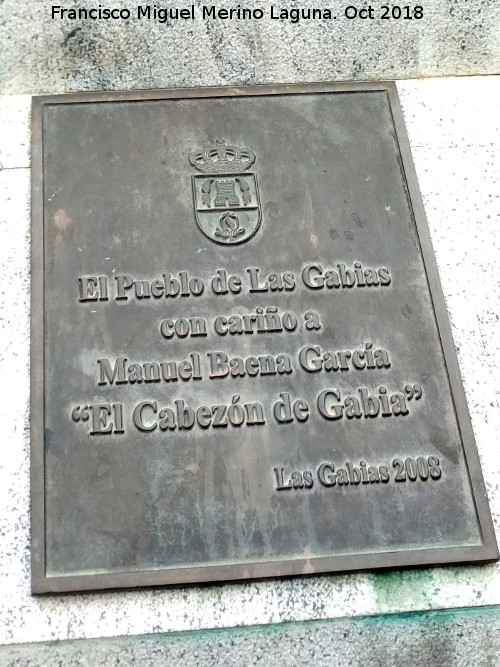 Francisco Miguel Merino Laguna. Oct 2018
El Pueblo de Las Gabias
con cariño a
Manuel Baena García
“El Cabezón de Gabia”
Las Gabias 2008